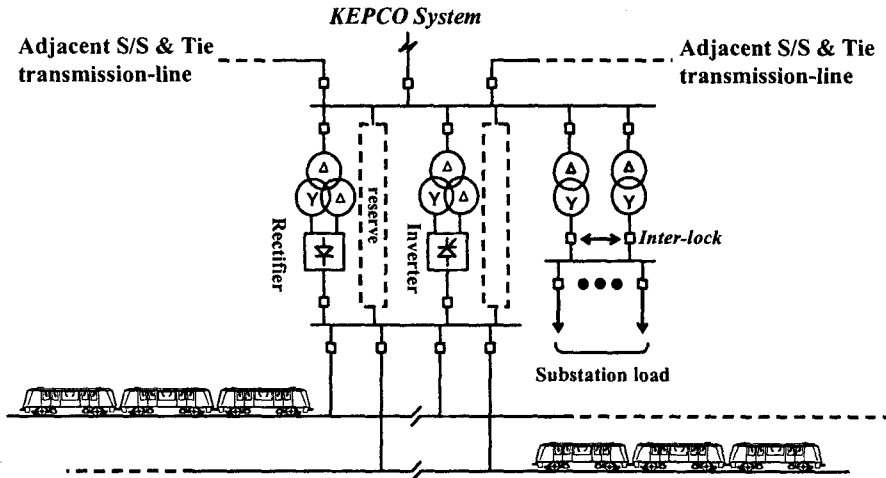 KEPCO System
Adjacent S/S & Tie
transmission-line
Adjacent S/S & Tie
transmission-line
Δ
Y Δ
Rectifier
reserve
Δ
Y Δ
Inverter
Δ
Y
Δ
Y
Inter-lock
Substation load